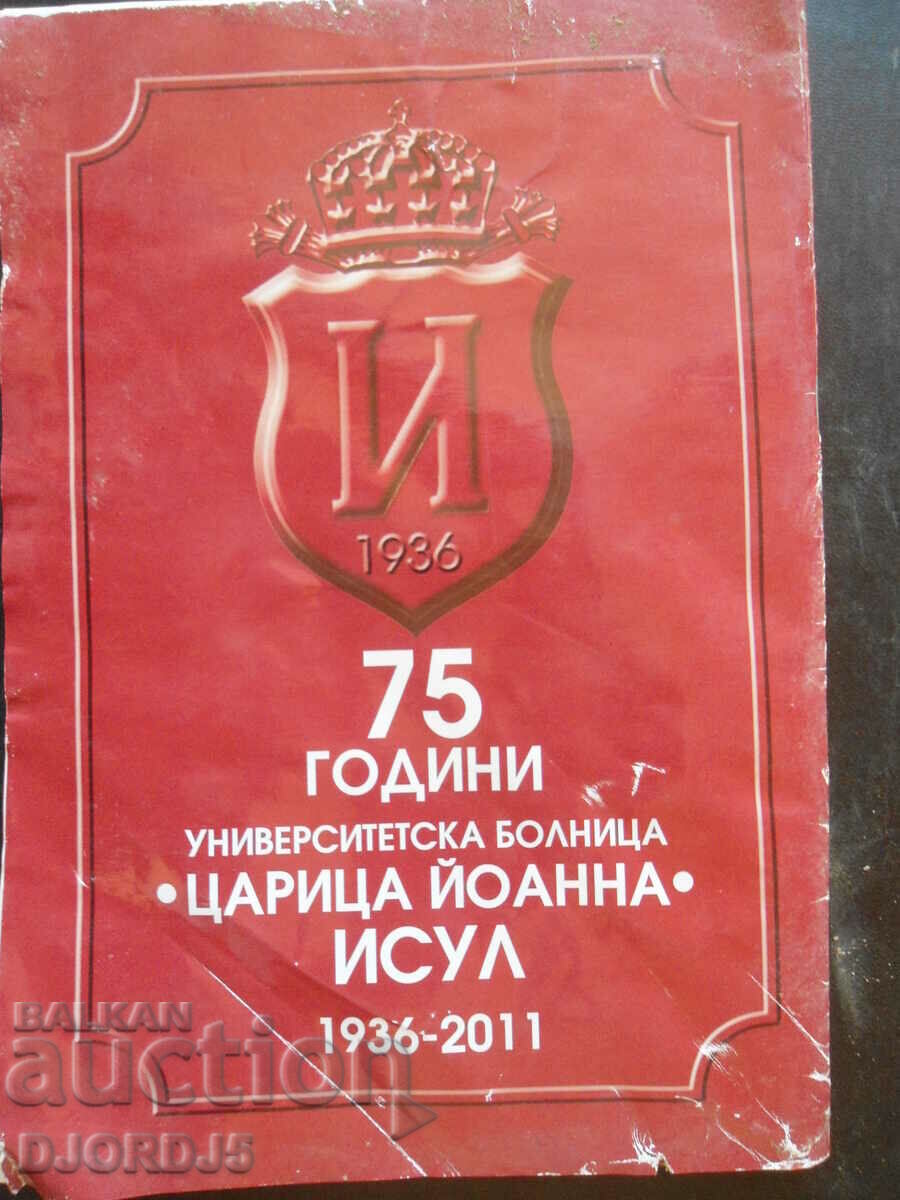 И
1936
75
ГОДИНИ
УНИВЕРСИТЕТСКА БОЛНИЦА
•ЦАРИЦА ЙОАННА•
ИСУЛ
1936-2011
BALKAN
auction
DJORDJ5